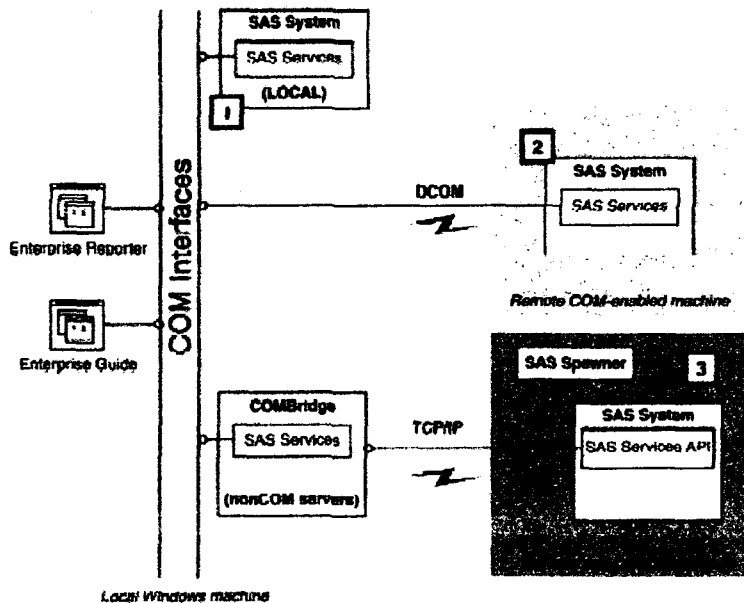 SAS System
SAS Services
(LOCAL)
1
2
SAS System
SAS Services
DCOM
COM Interfaces
Enterprise Reporter
Remote COM-enabled machine
Enterprise Guide
SAS Spawner
3
COMBridge
SAS Services
(nonCOM servers)
TCP/IP
SAS System
SAS Services API
Local Windows machine